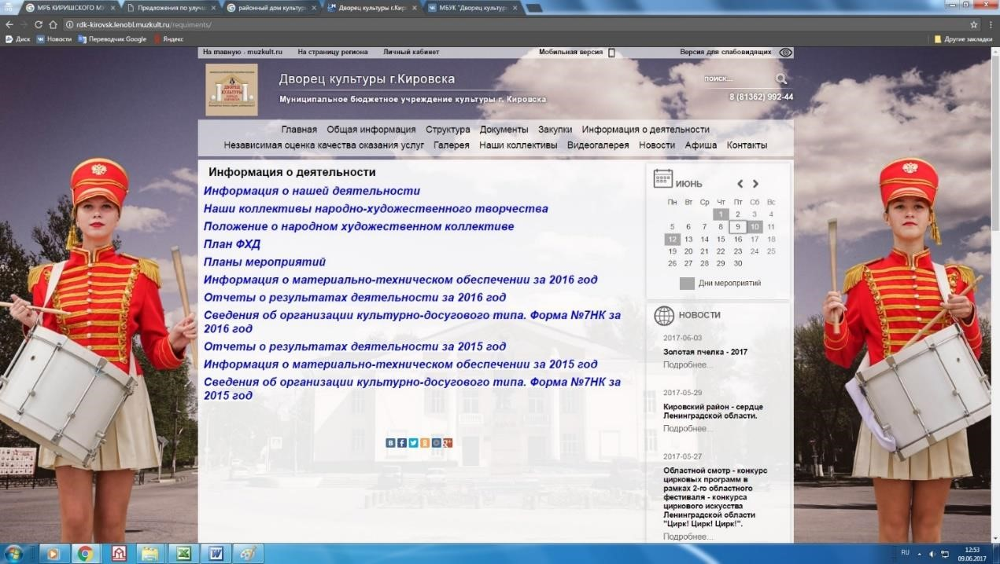 МРБ КИРИШСКОГО МУ
Предложения по улучш
районный дом культур
Дворец культуры г.Кир
МБУК "Дворец культур
rdk-kirovsk.lenobl.muzkult.ru/requiments/
Диск Новости Переводчик Google Яндекс Другие закладки
На главную - muzkult.ru На страницу региона Личный кабинет Мобильная версия Версия для слабовидящих
ДВОРЕЦ
КУЛЬТУРЫ
Дворец культуры г.Кировска
Муниципальное бюджетное учреждение культуры г. Кировска
поиск...
8 (81362) 992-44
Главная Общая информация Структура Документы Закупки Информация о деятельности
Независимая оценка качества оказания услуг Галерея Наши коллективы Видеогалерея Новости Афиша Контакты
Информация о деятельности
Информация о нашей деятельности
Наши коллективы народно-художественного творчества
Положение о народном художественном коллективе
План ФХД
Планы мероприятий
Информация о материально-техническом обеспечении за 2016 год
Отчеты о результатах деятельности за 2016 год
Сведения об организации культурно-досугового типа. Форма №7НК за
2016 год
Отчеты о результатах деятельности за 2015 год
Информация о материально-техническом обеспечении за 2015 год
Сведения об организации культурно-досугового типа. Форма №7НК за
2015 год
ИЮНЬ
Пн Вт Ср Чт Пт Сб Вс
1 2 3 4
5 6 7 8 9 10 11
12 13 14 15 16 17 18
19 20 21 22 23 24 25
26 27 28 29 30
Дни мероприятий
НОВОСТИ
2017-06-03
Золотая пчелка - 2017
Подробнее...
2017-05-29
Кировский район - сердце
Ленинградской области.
Подробнее...
2017-05-27
Областной смотр - конкурс
цирковых программ в
рамках 2-го областного
фестиваля - конкурса
циркового искусства
Ленинградской области
"Цирк! Цирк! Цирк!".
Подробнее...
RU
12:53
09.06.2017